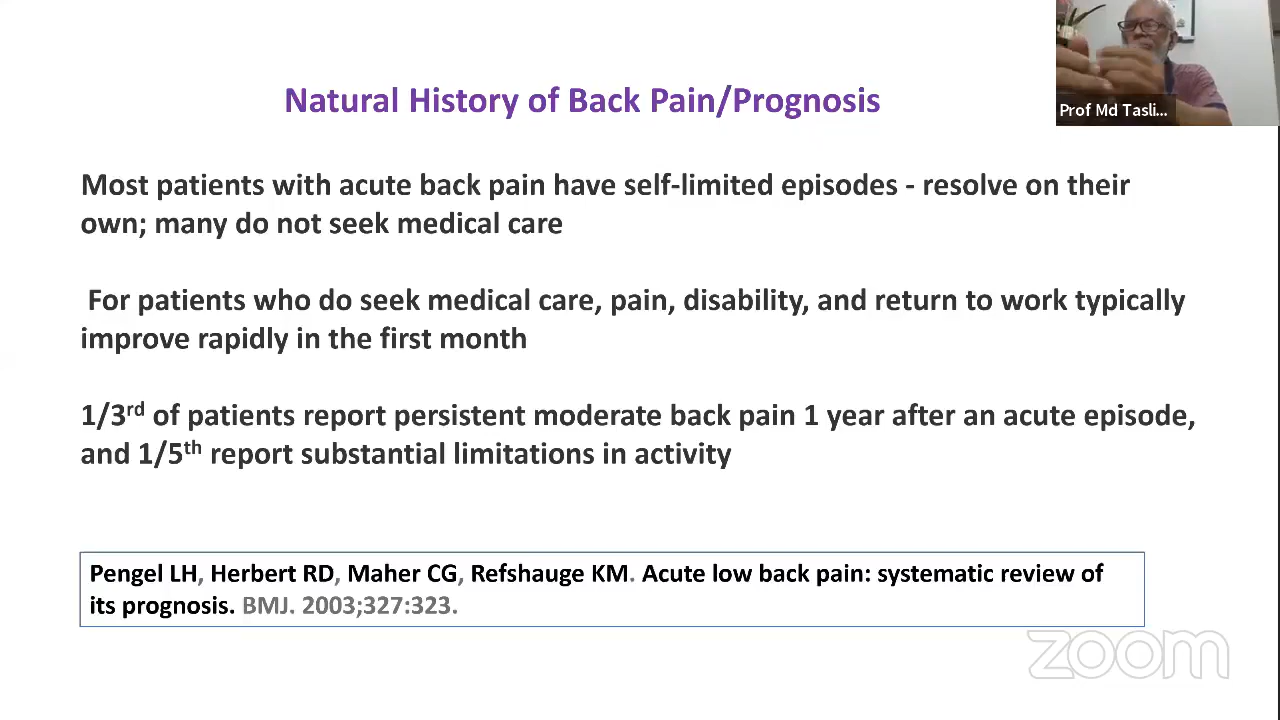 Natural History of Back Pain/Prognosis
Prof Md Tasli...
Most patients with acute back pain have self-limited episodes - resolve on their
own; many do not seek medical care
For patients who do seek medical care, pain, disability, and return to work typically
improve rapidly in the first month
1/3rd of patients report persistent moderate back pain 1 year after an acute episode,
and 1/5th report substantial limitations in activity
Pengel LH, Herbert RD, Maher CG, Refshauge KM. Acute low back pain: systematic review of
its prognosis. BMJ. 2003;327:323.
zoom